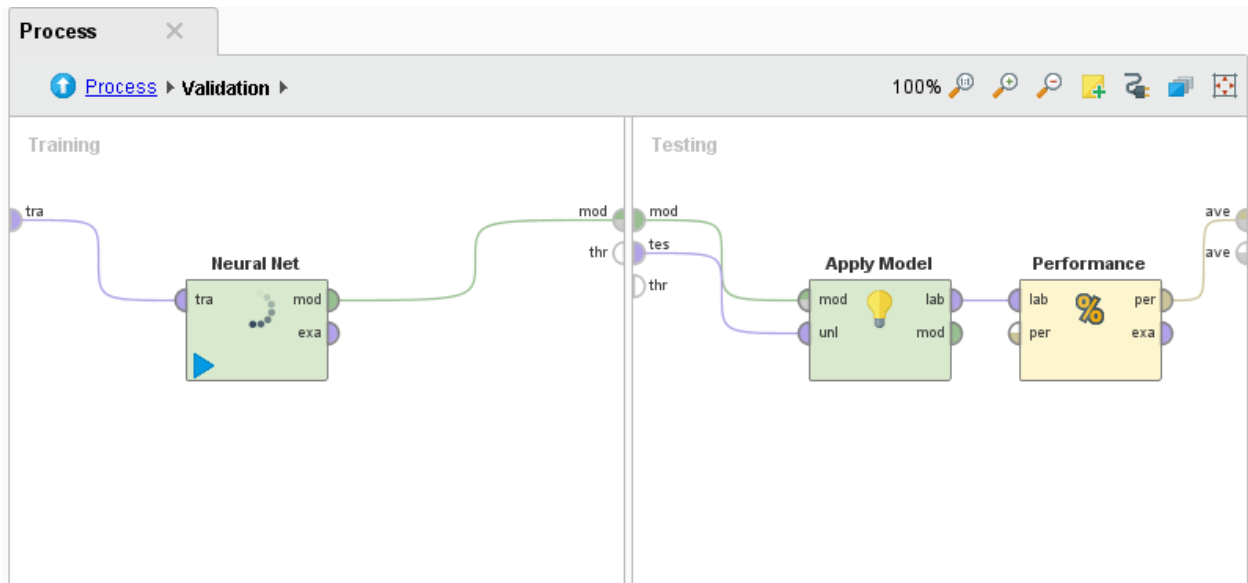 Process
Process Validation
100%
Training
tra
mod
thr
Neural Net
tra
mod
exa
Testing
mod
tes
thr
ave
ave
Apply Model
mod
lab
unl
mod
Performance
lab
per
per
exa
%